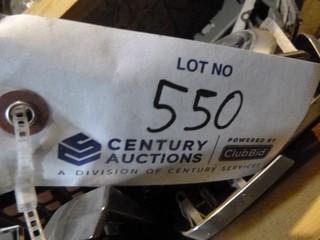 LOT NO
550
CENTURY POWERED BY
AUCTIONS ClubBid
A DIVISION OF CENTURY SERVICES